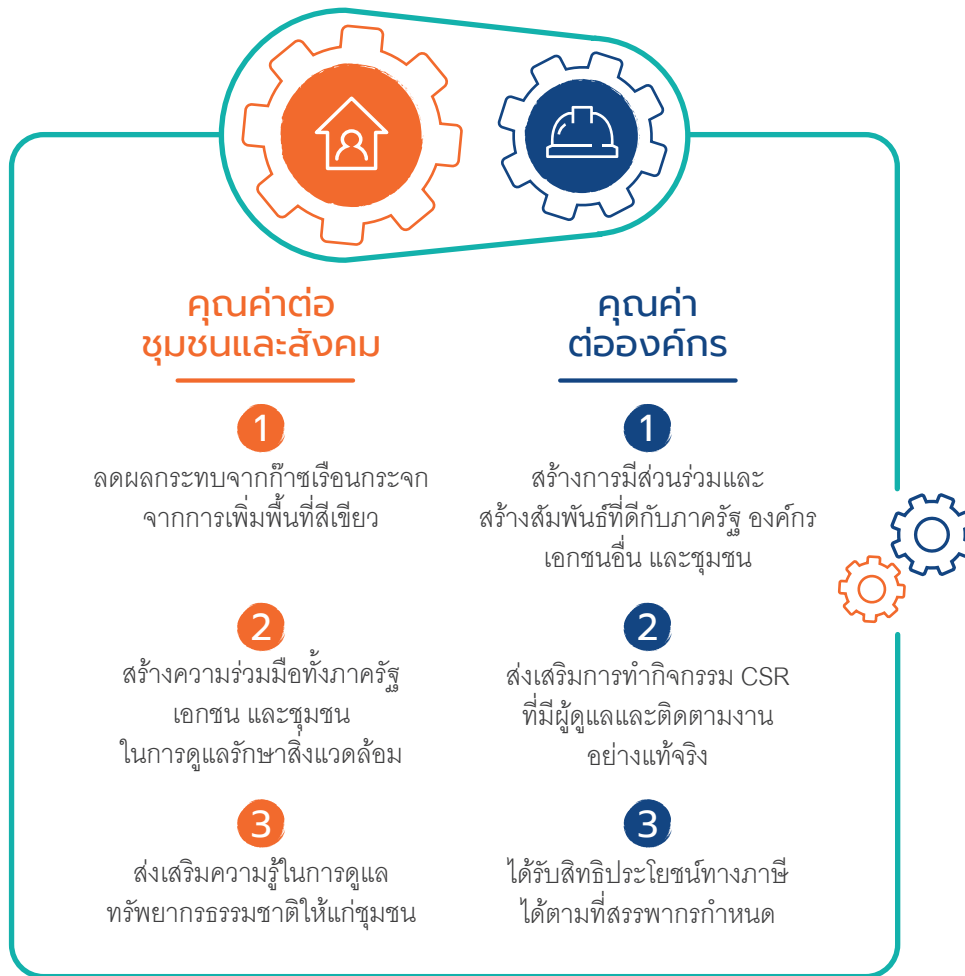 คุณค่าต่อ
ชุมชนและสังคม
1
ลดผลกระทบจากก๊าซเรือนกระจก
จากการเพิ่มพื้นที่สีเขียว
2
สร้างความร่วมมือทั้งภาครัฐ
เอกชน และชุมชน
ในการดูแลรักษาสิ่งแวดล้อม
3
ส่งเสริมความรู้ในการดูแล
ทรัพยากรธรรมชาติให้แก่ชุมชน
คุณค่า
ต่อองค์กร
1
สร้างการมีส่วนร่วมและ
สร้างสัมพันธ์ที่ดีกับภาครัฐ องค์กร
เอกชนอื่น และชุมชน
2
ส่งเสริมการทำกิจกรรม CSR
ที่มีผู้ดูแลและติดตามงาน
อย่างแท้จริง
3
ได้รับสิทธิประโยชน์ทางภาษี
ได้ตามที่สรรพากรกำหนด